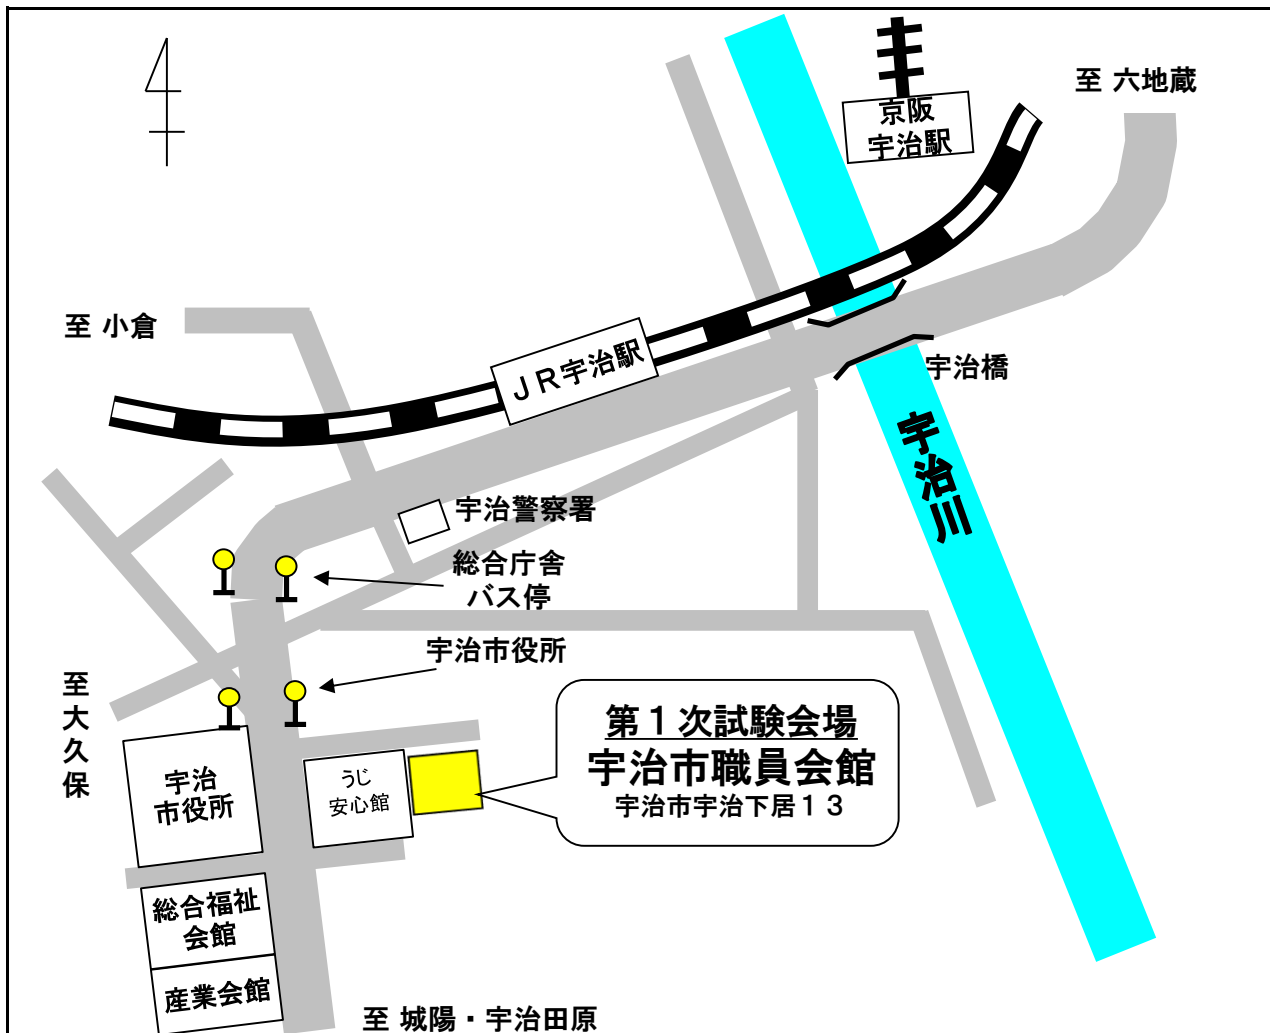 京阪
宇治駅
至 六地蔵
至 小倉
ＪＲ宇治駅
宇治橋
宇治川
宇治警察署
総合庁舎
バス停
宇治市役所
至大久保
第１次試験会場
宇治市職員会館
宇治市宇治下居１３
宇治
市役所
うじ
安心館
総合福祉
会館
産業会館
至 城陽・宇治田原